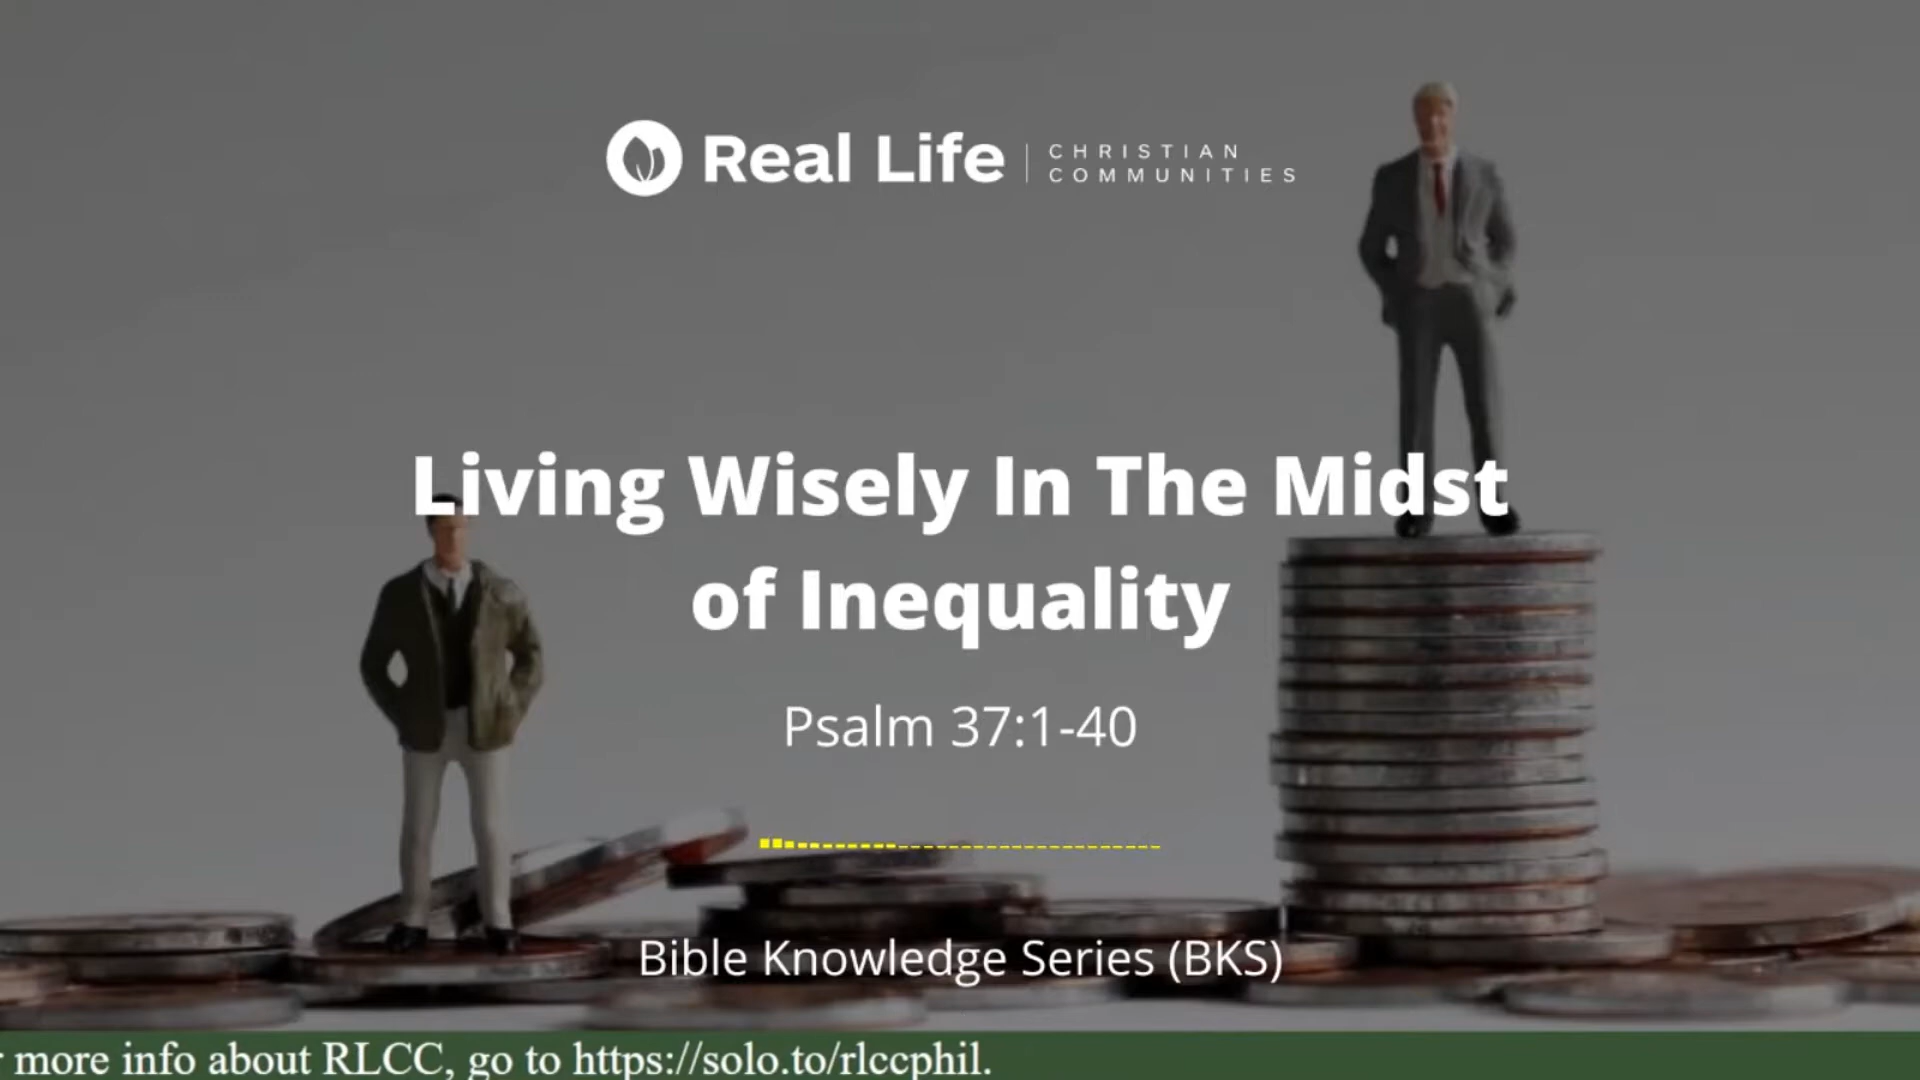 Real Life
CHRISTIAN
COMMUNITIES
Living Wisely In The Midst
of Inequality
Psalm 37:1-40
Bible Knowledge Series (BKS)
more info about RLCC, go to https://solo.to/rlccphil.